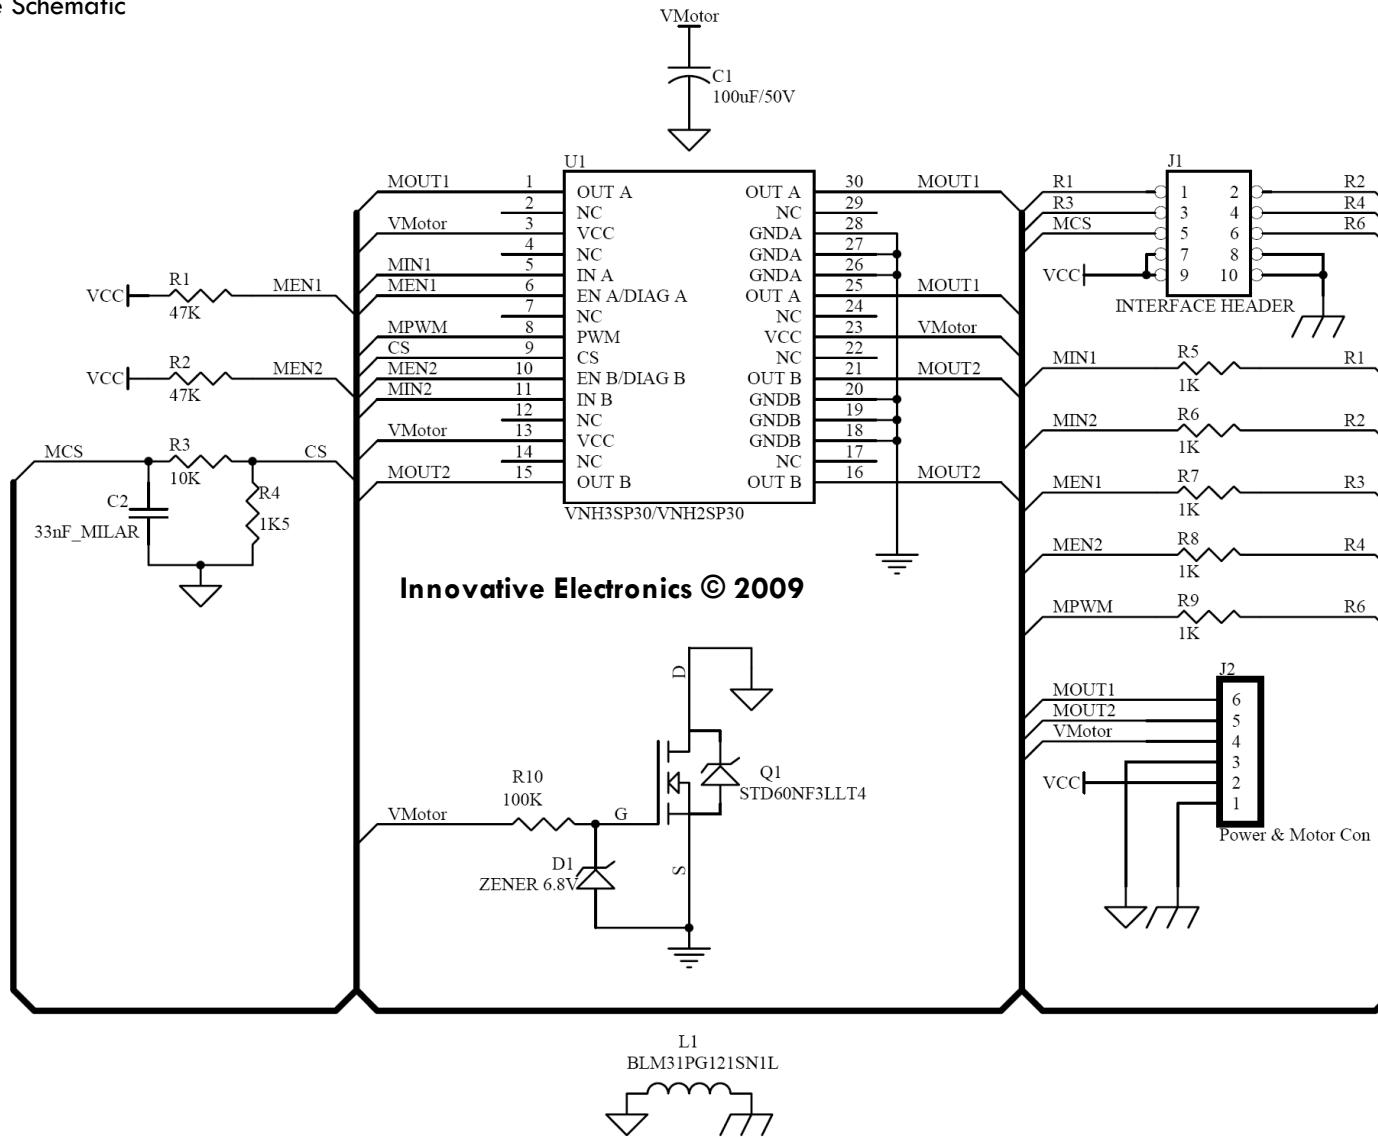 Schematic
VMotor
C1
100uF/50V
U1
MOUT1 1 OUT A OUT A 30 MOUT1
2 NC NC 29
VMotor 3 VCC GNDA 28
4 NC GNDA 27
MIN1 5 IN A GNDA 26
MEN1 6 EN A/DIAG A OUT A 25 MOUT1
7 NC NC 24
MPWM 8 PWM VCC 23 VMotor
CS 9 CS NC 22
MEN2 10 EN B/DIAG B OUT B 21 MOUT2
MIN2 11 IN B GNDB 20
12 NC GNDB 19
VMotor 13 VCC GNDB 18
14 NC NC 17
MOUT2 15 OUT B OUT B 16 MOUT2
VNH3SP30/VNH2SP30
VCC R1 MEN1
47K
VCC R2 MEN2
47K
MCS R3 CS
10K
C2
33nF_MILAR
R4
1K5
J1
R1 1 2 R2
R3 3 4 R4
MCS 5 6 R6
7 8
VCC 9 10
INTERFACE HEADER
MIN1 R5 R1
1K
MIN2 R6 R2
1K
MEN1 R7 R3
1K
MEN2 R8 R4
1K
MPWM R9 R6
1K
Innovative Electronics © 2009
D
Q1
STD60NF3LLT4
R10
100K
VMotor G
D1
ZENER 6.8V
S
J2
MOUT1 6
MOUT2 5
VMotor 4
3
VCC 2
1
Power & Motor Con
L1
BLM31PG121SN1L